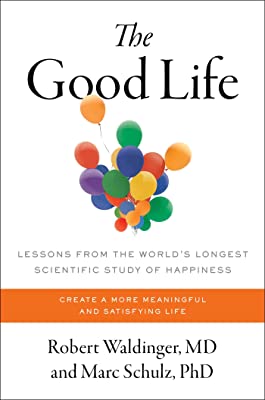 The
Good Life
LESSONS FROM THE WORLD'S LONGEST
SCIENTIFIC STUDY OF HAPPINESS
CREATE A MORE MEANINGFUL
AND SATISFYING LIFE
Robert Waldinger, MD
and Marc Schulz, PhD